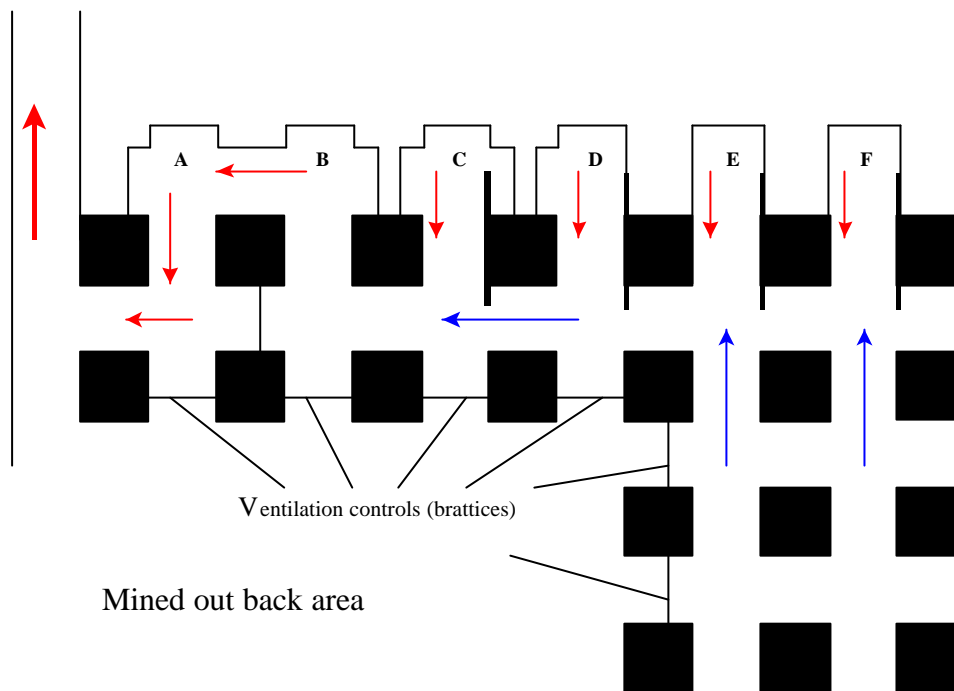 A B C D E F
Ventilation controls (brattices)
Mined out back area